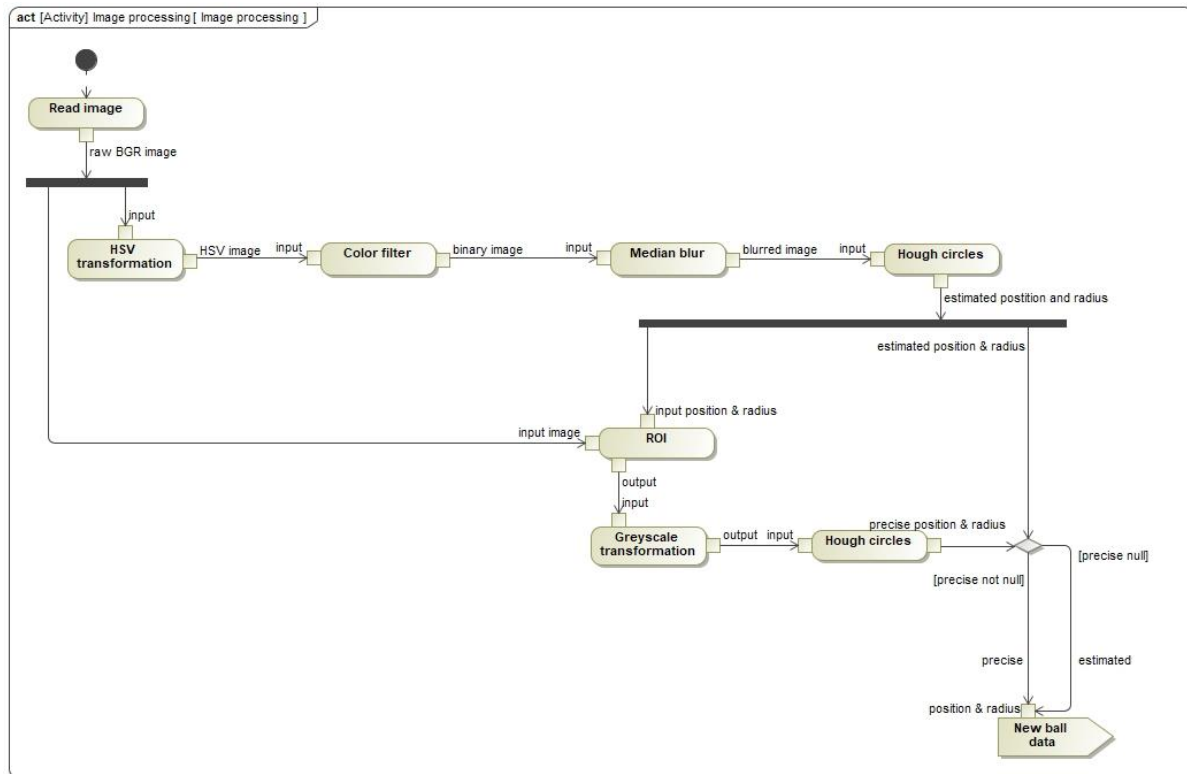 act [Activity] Image processing [ Image processing ]
Read image
raw BGR image
input
HSV
transformation
HSV image
input
Color filter
binary image
input
Median blur
blurred image
input
Hough circles
estimated postition and radius
estimated position & radius
input position & radius
input image
ROI
output
input
Greyscale
transformation
output
input
Hough circles
precise position & radius
[precise null]
[precise not null]
precise
estimated
position & radius
New ball
data